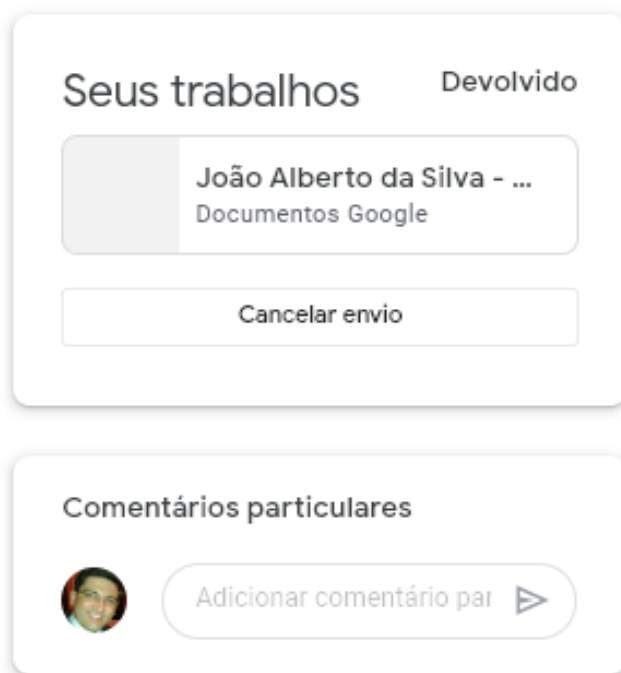 Seus trabalhos
Devolvido
João Alberto da Silva - ...
Documentos Google
Cancelar envio
Comentários particulares
Adicionar comentário par